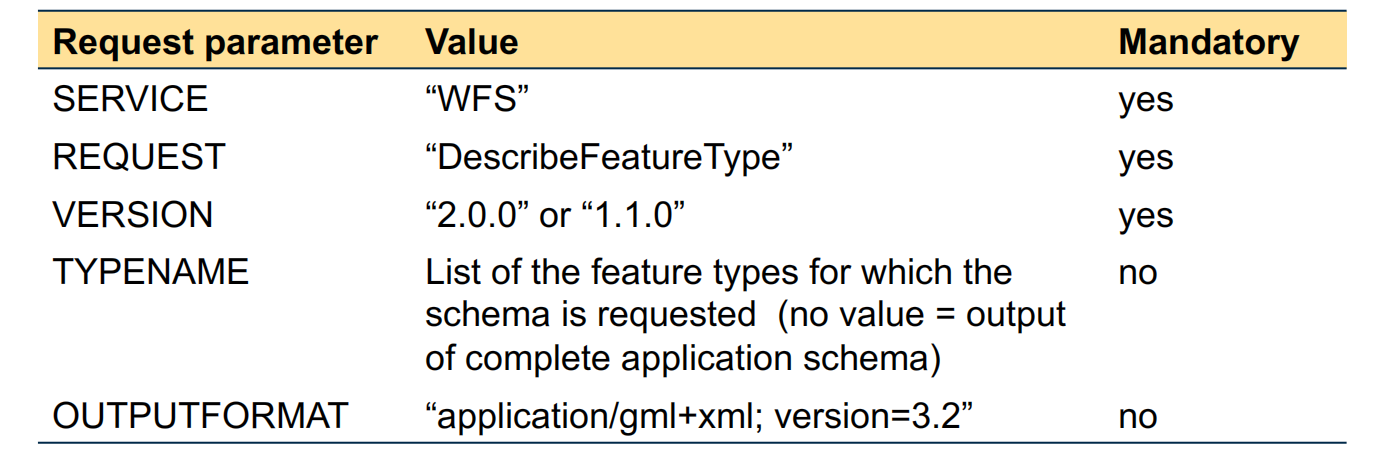 Request parameter Value Mandatory
SERVICE “WFS” yes
REQUEST “DescribeFeatureType” yes
VERSION “2.0.0” or “1.1.0” yes
TYPENAME List of the feature types for which the no
schema is requested  (no value = output
of complete application schema)
OUTPUTFORMAT “application/gml+xml; version=3.2” no